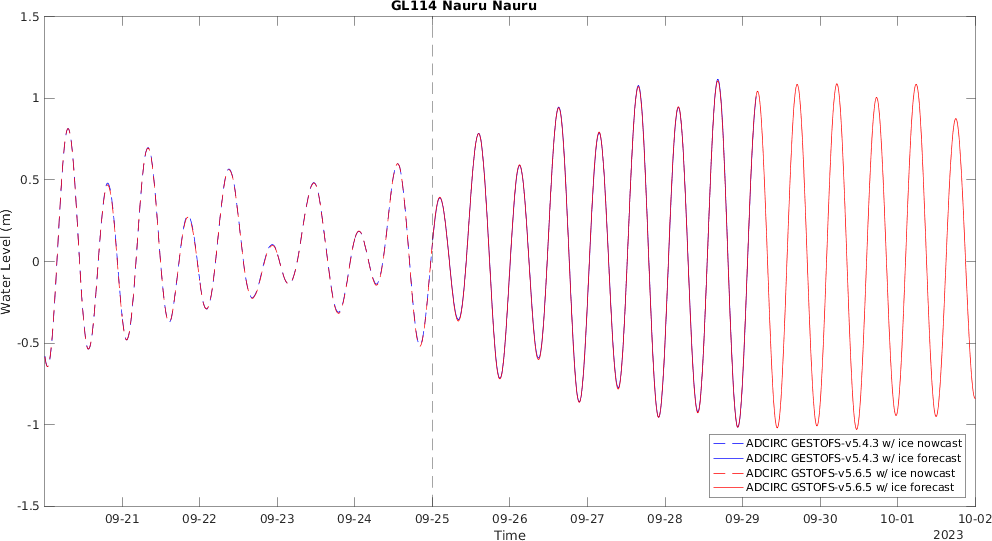 GL114 Nauru Nauru
1.5
1
0.5
0
-0.5
-1
-1.5
Water Level (m)
ADCIRC GESTOFS-v5.4.3 w/ ice nowcast
ADCIRC GESTOFS-v5.4.3 w/ ice forecast
ADCIRC GSTOFS-v5.6.5 w/ ice nowcast
ADCIRC GSTOFS-v5.6.5 w/ ice forecast
09-21 09-22 09-23 09-24 09-25 09-26 09-27 09-28 09-29 09-30 10-01 10-02
Time
2023